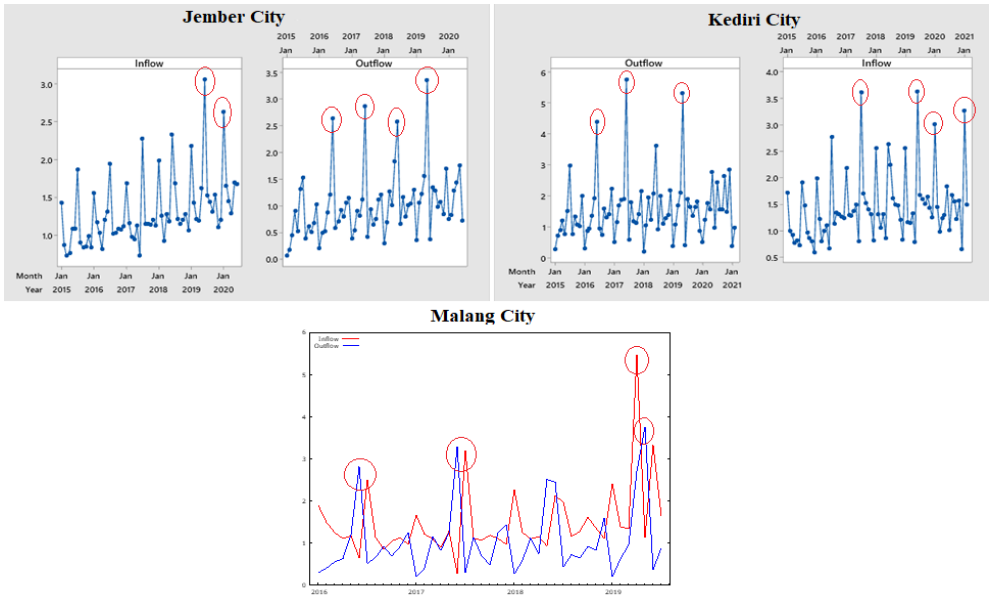 Jember City
Inflow
3.0
2.5
2.0
1.5
1.0
Month Jan Jan Jan Jan Jan Jan
Year 2015 2016 2017 2018 2019 2020
2015 2016 2017 2018 2019 2020
Jan Jan Jan Jan Jan Jan
Outflow
3.5
3.0
2.5
2.0
1.5
1.0
0.5
0.0
Kediri City
Outflow
6
5
4
3
2
1
0
Month Jan Jan Jan Jan Jan Jan Jan
Year 2015 2016 2017 2018 2019 2020 2021
2015 2016 2017 2018 2019 2020 2021
Jan Jan Jan Jan Jan Jan Jan
Inflow
4.0
3.5
3.0
2.5
2.0
1.5
1.0
0.5
Malang City
Inflow
Outflow
6
5
4
3
2
1
0
2016 2017 2018 2019